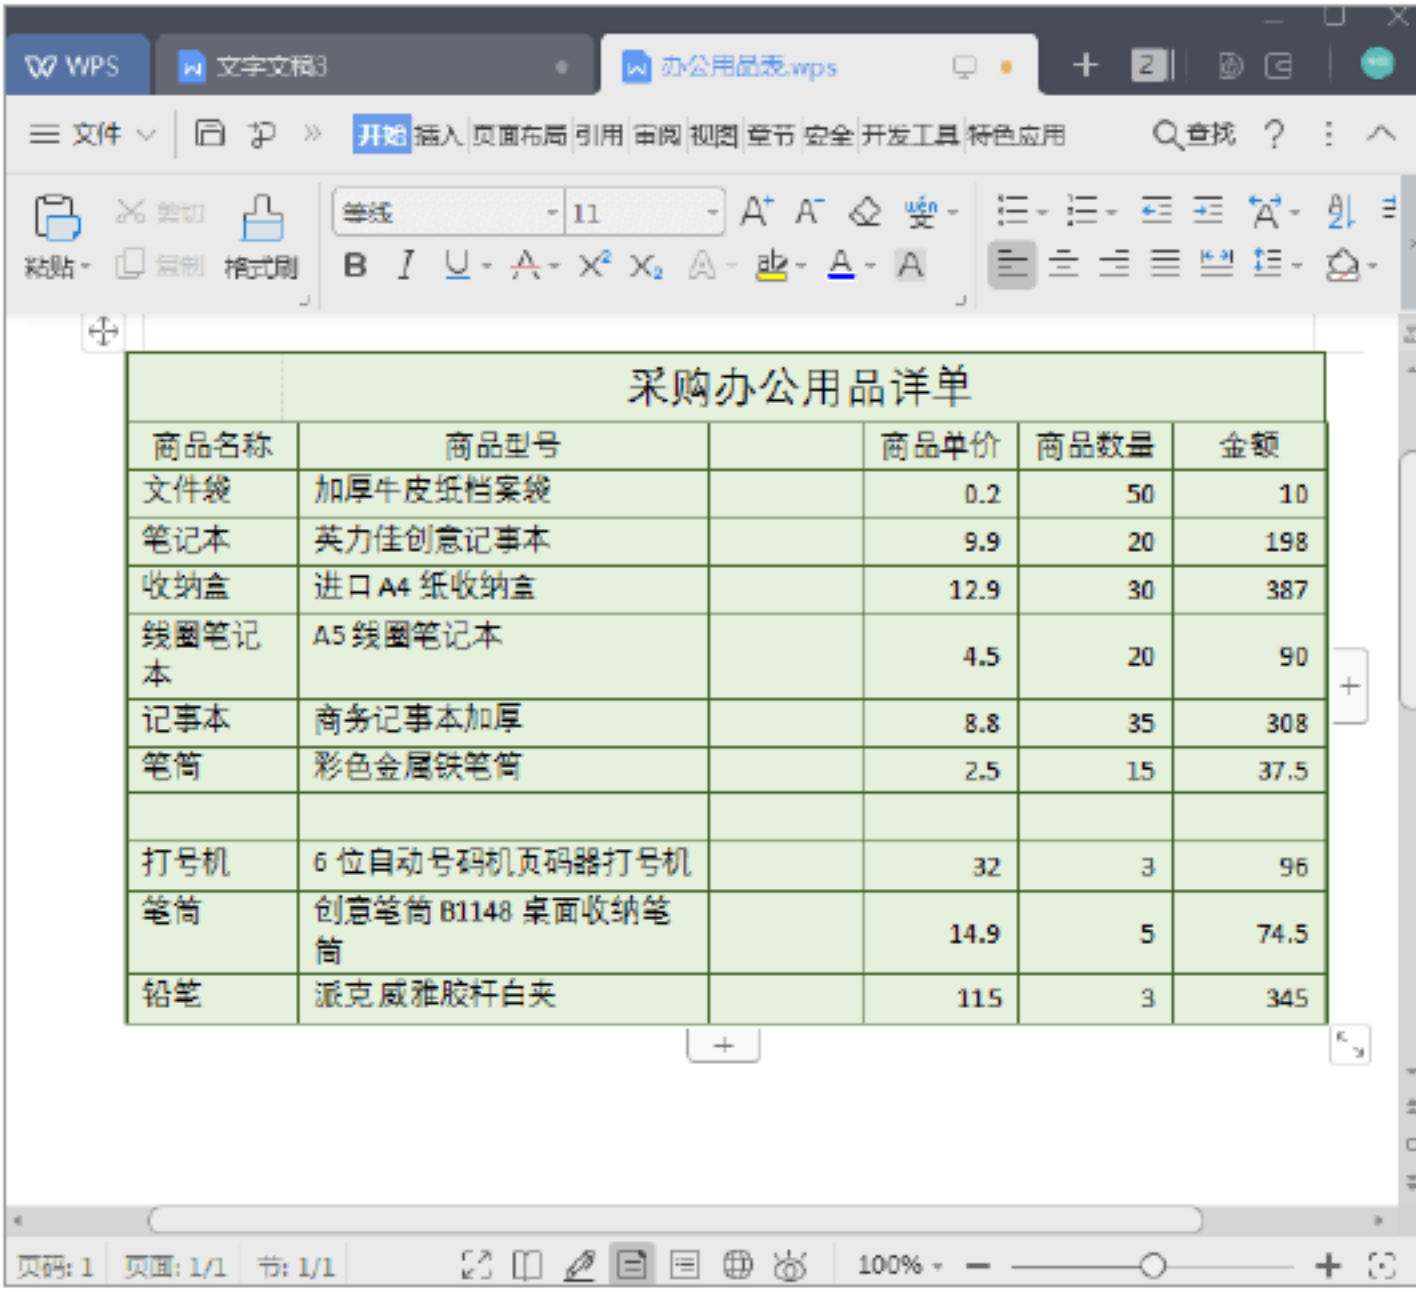 WPS 文字文稿3 办公用品表.wps 2
文件 开始 插入 页面布局 引用 审阅 视图 章节 安全 开发工具 特色应用 查找 ?
剪切 等线 11
粘贴 复制 格式刷
采购办公用品详单
商品名称 商品型号 商品单价 商品数量 金额
文件袋 加厚牛皮纸档案袋 0.2 50 10
笔记本 英力佳创意记事本 9.9 20 198
收纳盒 进口 A4 纸收纳盒 12.9 30 387
线圈笔记 A5 线圈笔记本 4.5 20 90
本
记事本 商务记事本加厚 8.8 35 308
笔筒 彩色金属铁笔筒 2.5 15 37.5
打号机 6 位自动号码机页码器打号机 32 3 96
笔筒 创意笔筒 B1148 桌面收纳笔 14.9 5 74.5
筒
铅笔 派克威雅胶杆白夹 115 3 345
页码: 1 页面: 1/1 节: 1/1 100%